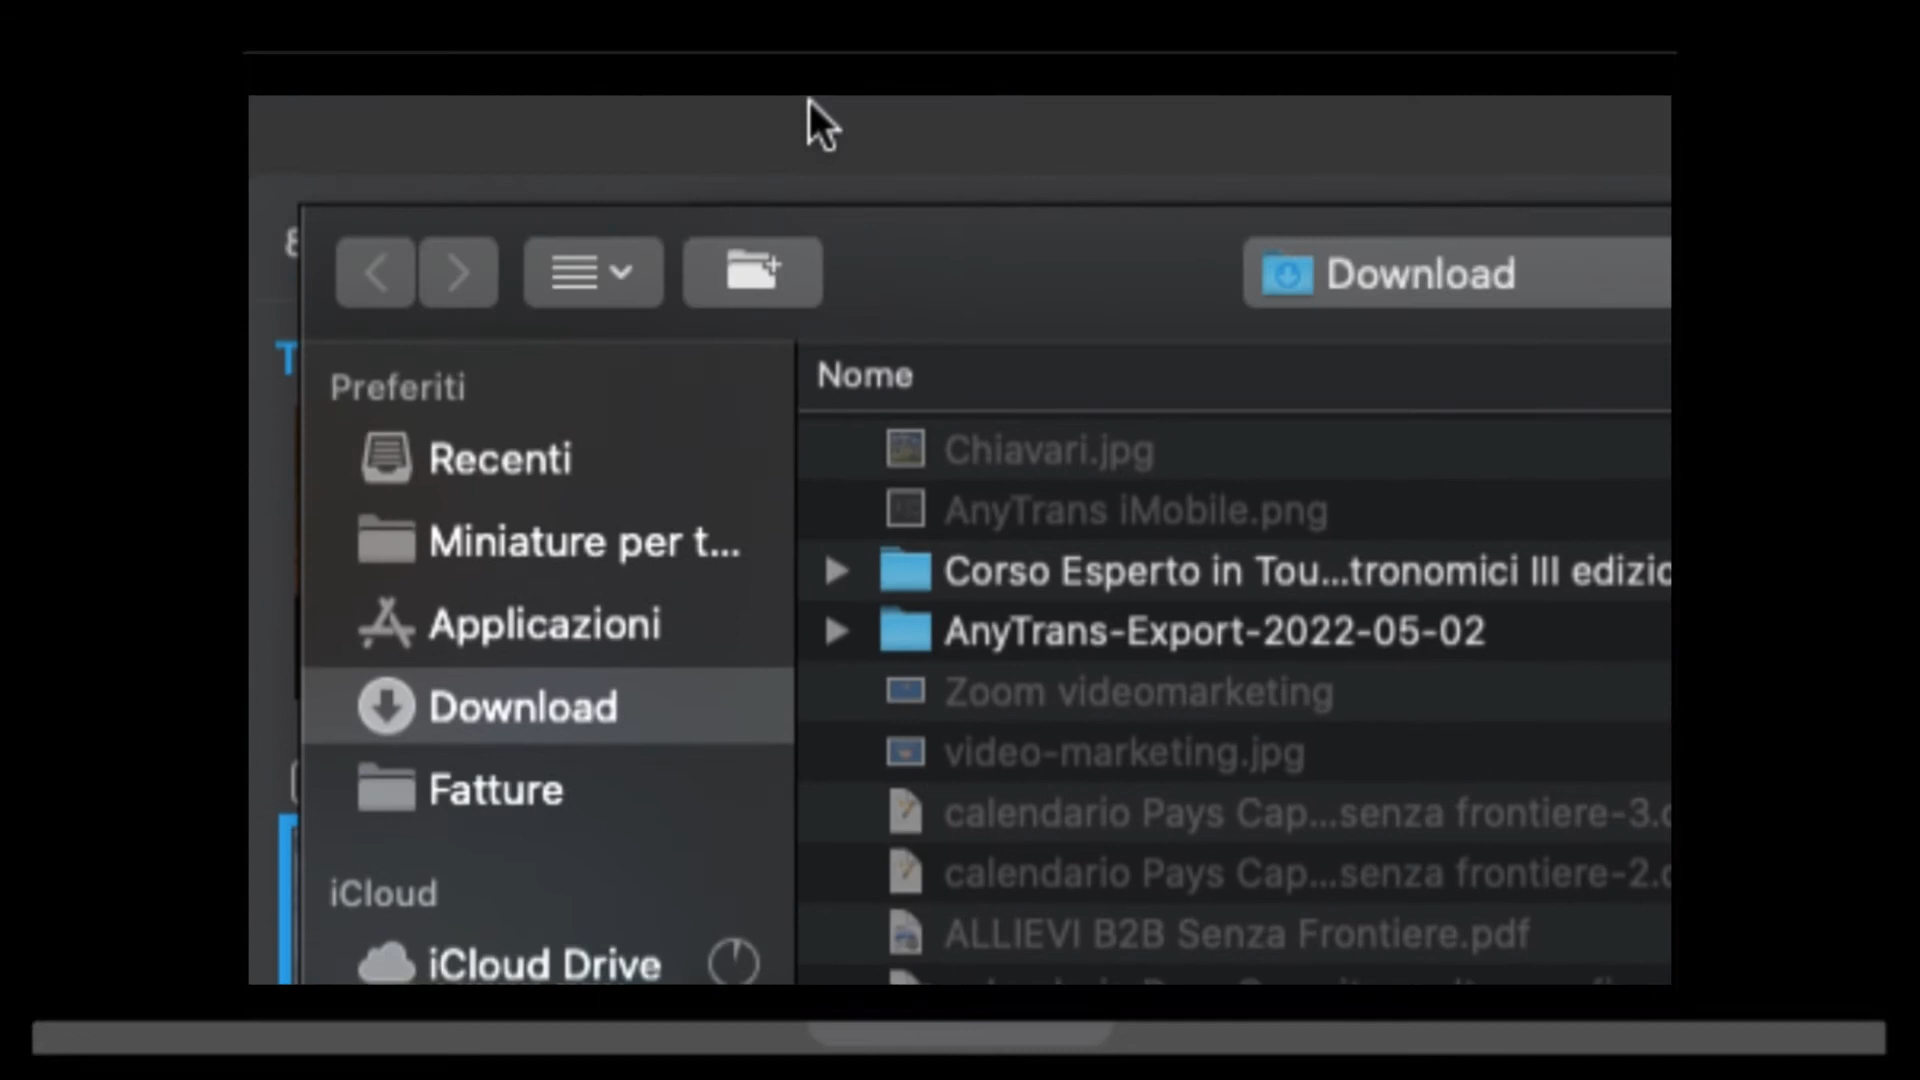 Download
Preferiti
Recenti
Miniature per t...
Applicazioni
Download
Fatture
iCloud
iCloud Drive
Nome
Chiavari.jpg
AnyTrans iMobile.png
Corso Esperto in Tou...tronomici III edizio
AnyTrans-Export-2022-05-02
Zoom videomarketing
video-marketing.jpg
calendario Pays Cap...senza frontiere-3.
calendario Pays Cap...senza frontiere-2.
ALLIEVI B2B Senza Frontiere.pdf